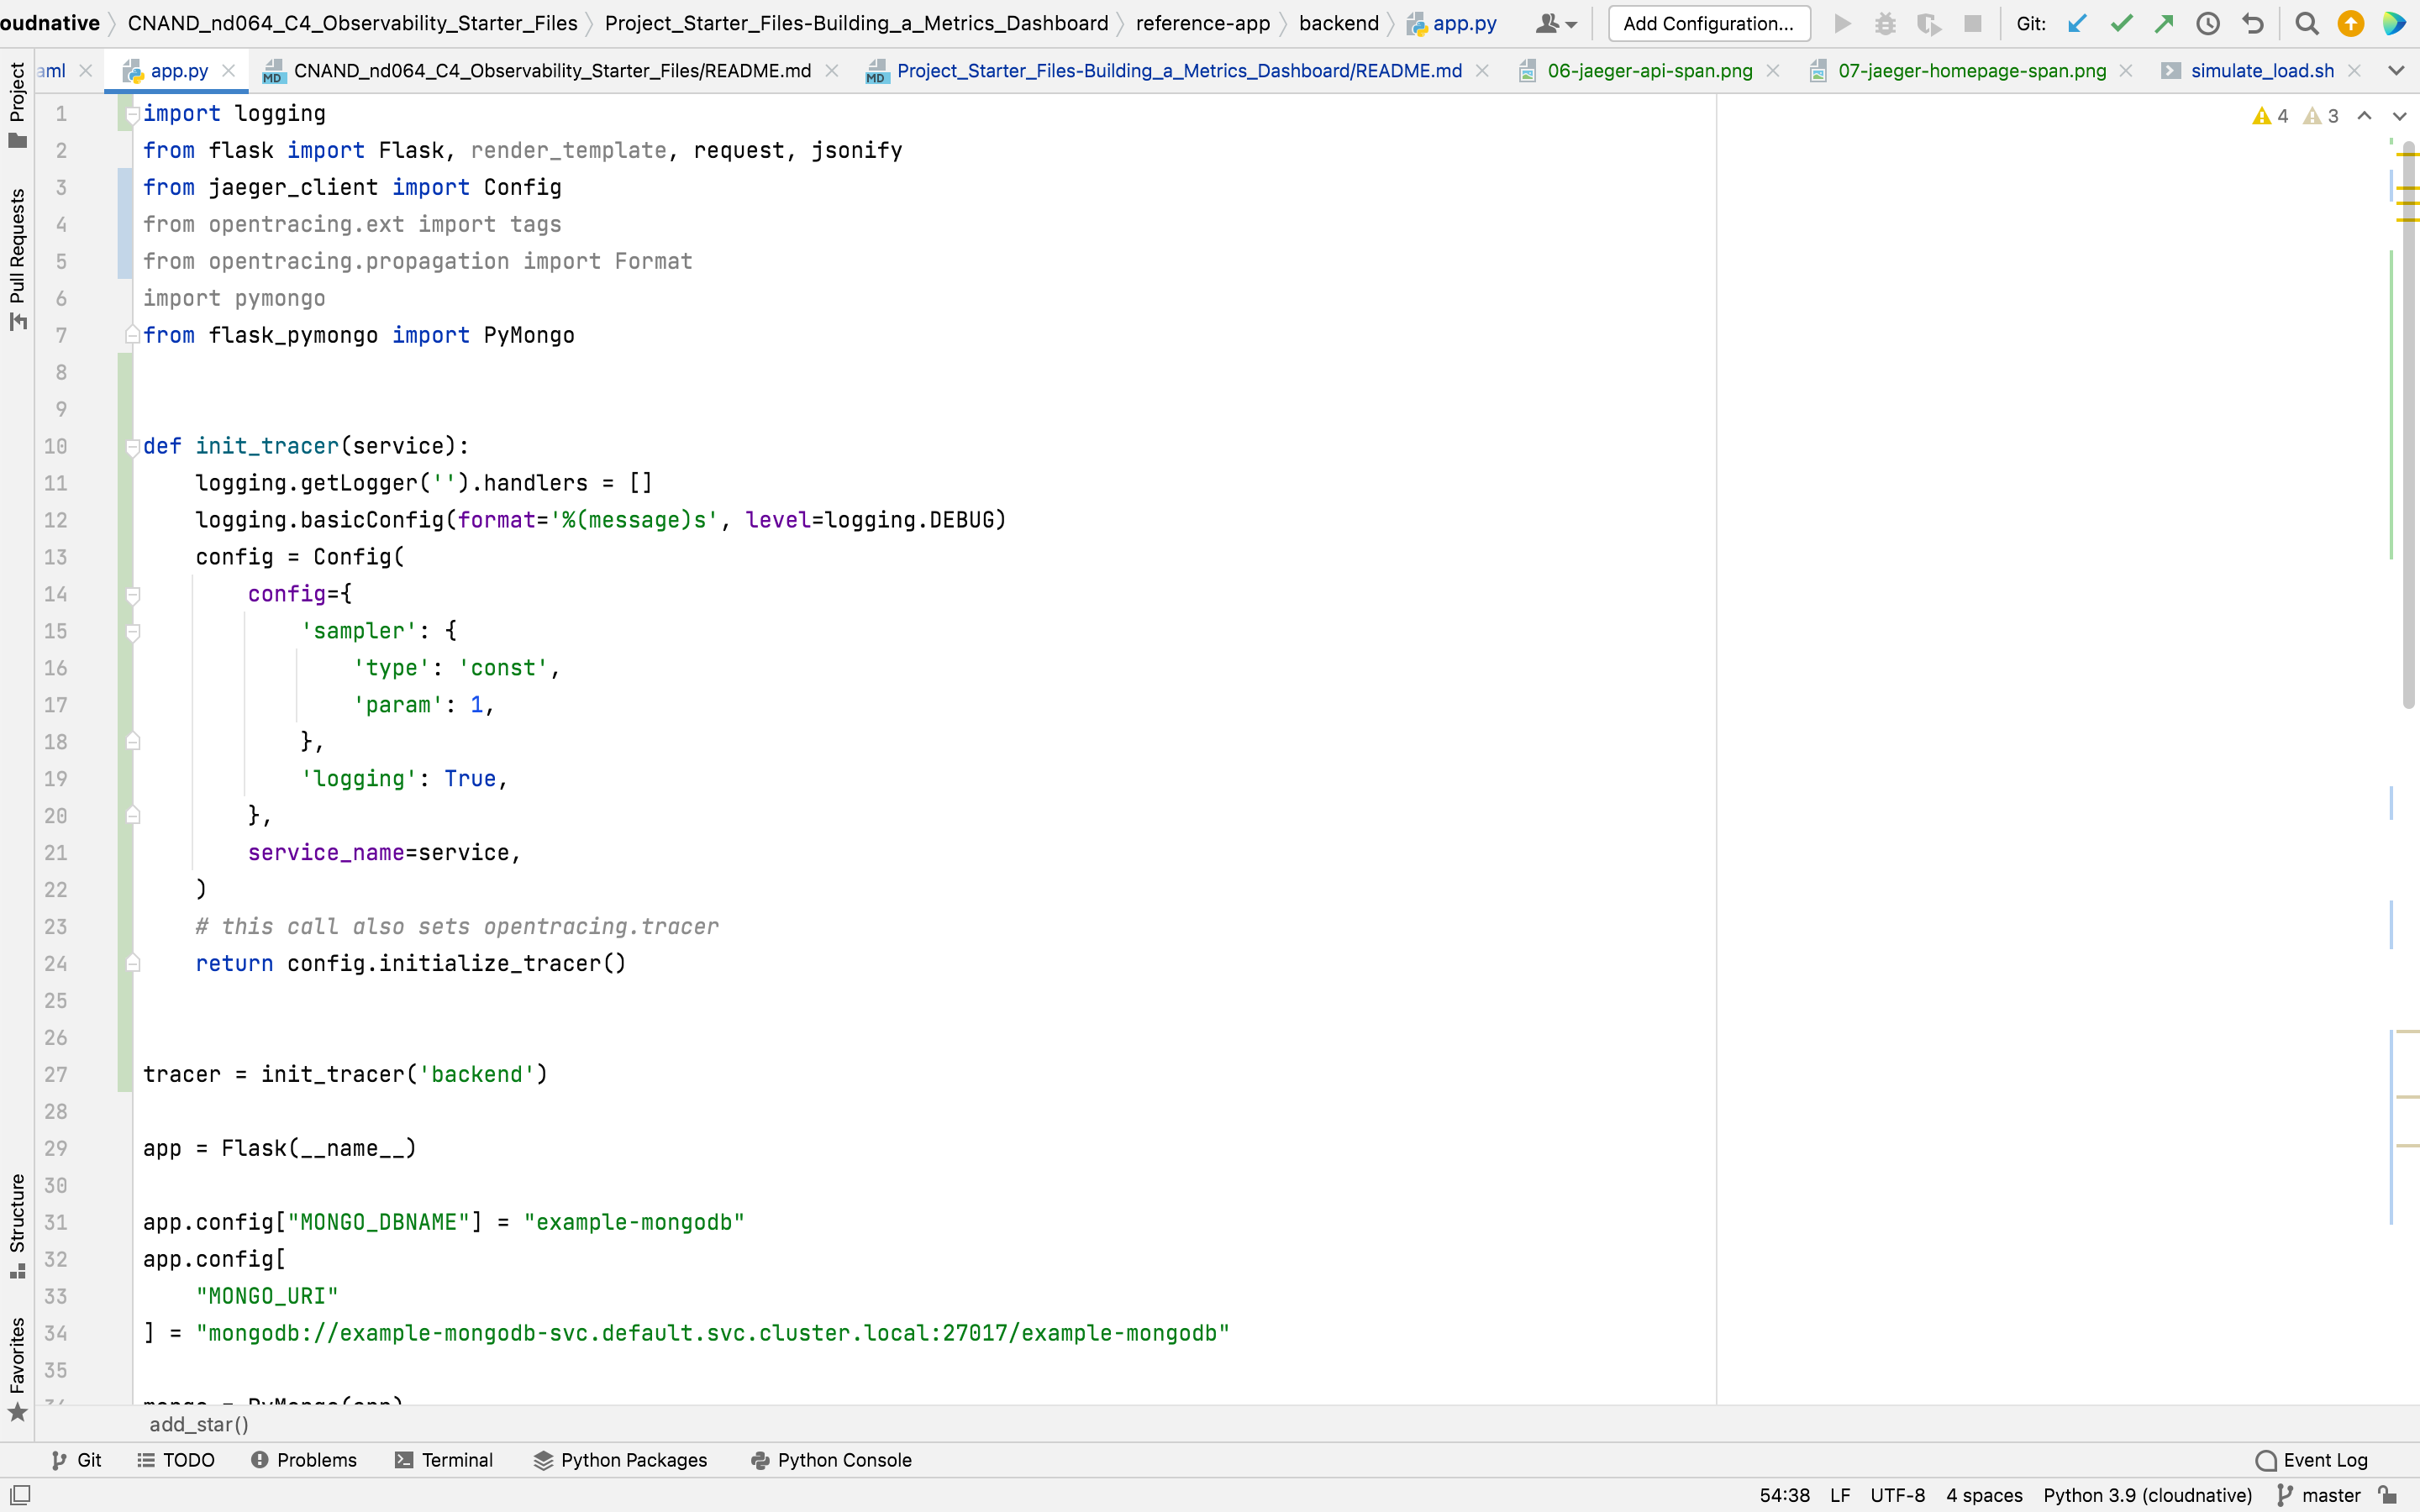 oudnative CNAND_nd064_C4_Observability_Starter_Files Project_Starter_Files-Building_a_Metrics_Dashboard reference-app backend app.py Add Configuration... Git:
aml app.py CNAND_nd064_C4_Observability_Starter_Files/README.md Project_Starter_Files-Building_a_Metrics_Dashboard/README.md 06-jaeger-api-span.png 07-jaeger-homepage-span.png simulate_load.sh
Project
Pull Requests
Structure
Favorites
4 3
1 import logging
2 from flask import Flask, render_template, request, jsonify
3 from jaeger_client import Config
4 from opentracing.ext import tags
5 from opentracing.propagation import Format
6 import pymongo
7 from flask_pymongo import PyMongo
8
9
10 def init_tracer(service):
11     logging.getLogger('').handlers = []
12     logging.basicConfig(format='%(message)s', level=logging.DEBUG)
13     config = Config(
14         config={
15             'sampler': {
16                 'type': 'const',
17                 'param': 1,
18             },
19             'logging': True,
20         },
21         service_name=service,
22     )
23     # this call also sets opentracing.tracer
24     return config.initialize_tracer()
25
26
27 tracer = init_tracer('backend')
28
29 app = Flask(__name__)
30
31 app.config["MONGO_DBNAME"] = "example-mongodb"
32 app.config[
33     "MONGO_URI"
34 ] = "mongodb://example-mongodb-svc.default.svc.cluster.local:27017/example-mongodb"
35
mongo = PyMongo(app)
add_star()
Git TODO Problems Terminal Python Packages Python Console Event Log
54:38 LF UTF-8 4 spaces Python 3.9 (cloudnative) master